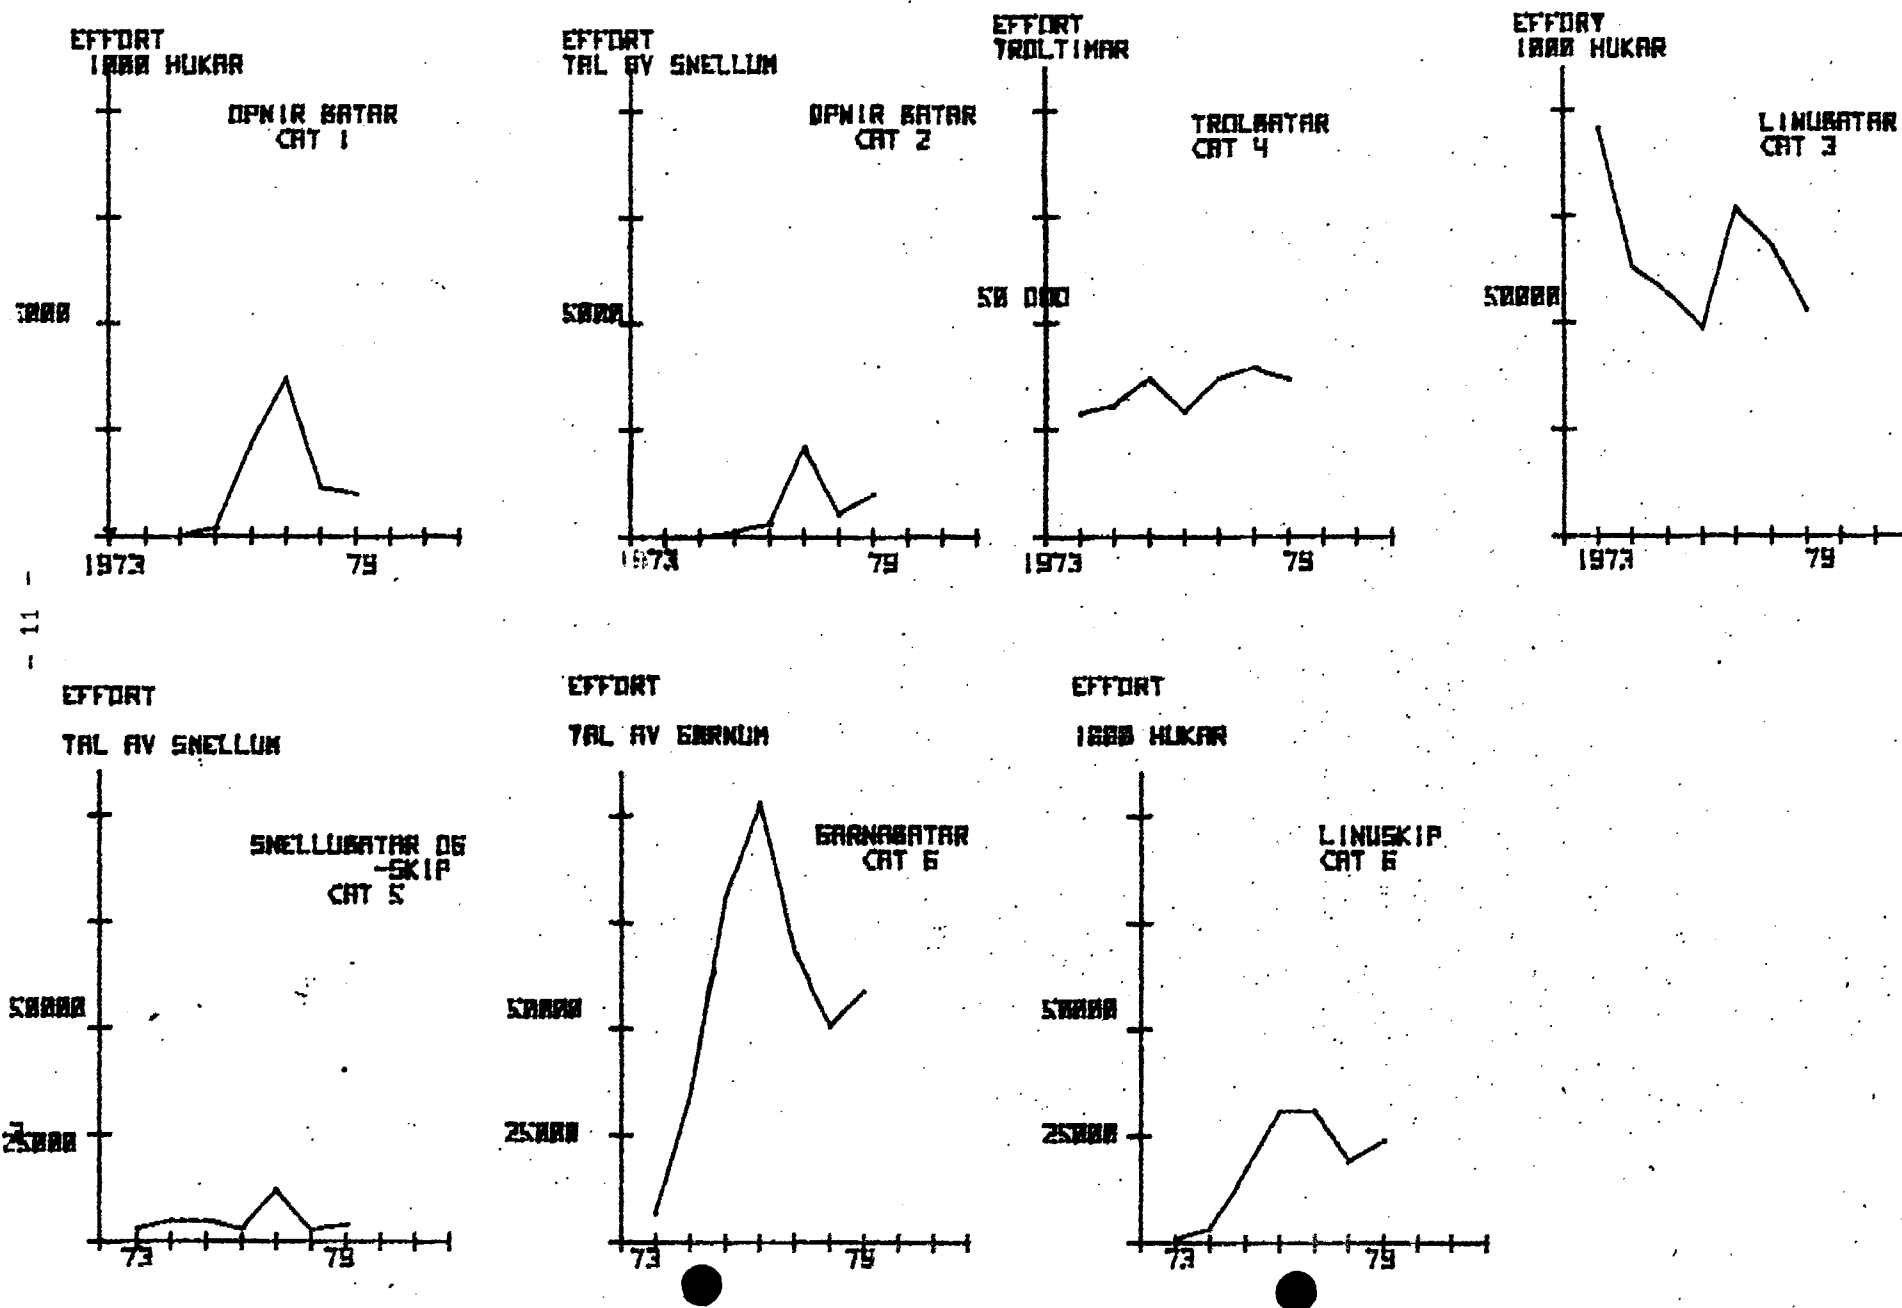 EFFORT
1000 HUKAR
OPNIR BATAR
CAT 1
1973
79
EFFORT
TAL AV SNELLUM
OPNIR BATAR
CAT 2
5000
1973
79
EFFORT
TROLTIMAR
TROLBATAR
CAT 4
50 000
1973
79
EFFORT
1000 HUKAR
LINUBATAR
CAT 3
50000
1973
79
- 11 -
EFFORT
TAL AV SNELLUM
SNELLUBATAR OG
-SKIP
CAT 5
50000
25000
73
79
EFFORT
TAL AV GARNUM
GARNABATAR
CAT 6
50000
25000
73
79
EFFORT
1000 HUKAR
LINUSKIP
CAT 6
50000
25000
73
79